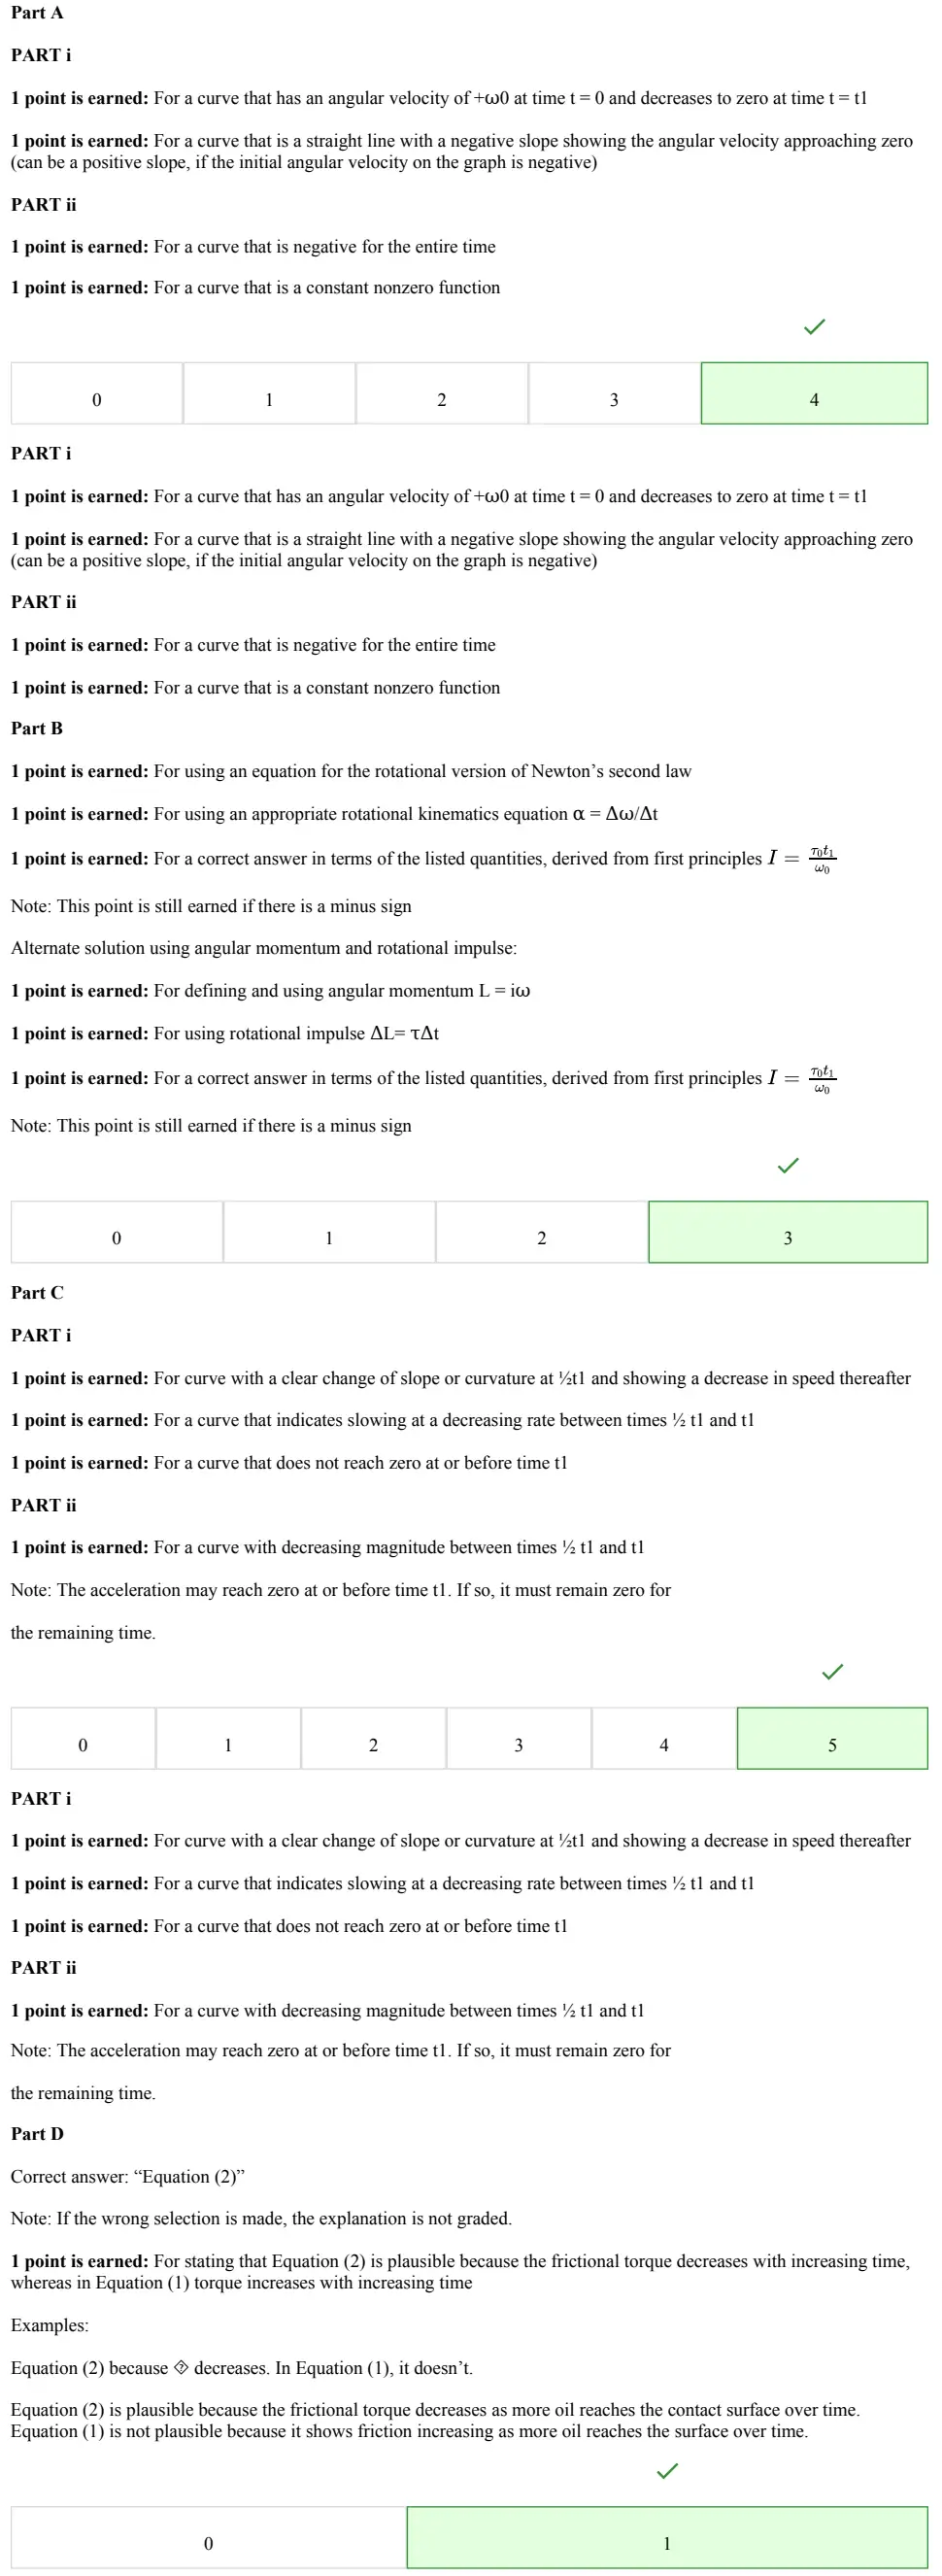 Part A
PART i
1 point is earned: For a curve that has an angular velocity of +ω0 at time t = 0 and decreases to zero at time t = t1
1 point is earned: For a curve that is a straight line with a negative slope showing the angular velocity approaching zero
(can be a positive slope, if the initial angular velocity on the graph is negative)
PART ii
1 point is earned: For a curve that is negative for the entire time
1 point is earned: For a curve that is a constant nonzero function
✓
0 1 2 3 4
PART i
1 point is earned: For a curve that has an angular velocity of +ω0 at time t = 0 and decreases to zero at time t = t1
1 point is earned: For a curve that is a straight line with a negative slope showing the angular velocity approaching zero
(can be a positive slope, if the initial angular velocity on the graph is negative)
PART ii
1 point is earned: For a curve that is negative for the entire time
1 point is earned: For a curve that is a constant nonzero function
Part B
1 point is earned: For using an equation for the rotational version of Newton’s second law
1 point is earned: For using an appropriate rotational kinematics equation α = Δω/Δt
1 point is earned: For a correct answer in terms of the listed quantities, derived from first principles I = τ₀t₁/ω₀
Note: This point is still earned if there is a minus sign
Alternate solution using angular momentum and rotational impulse:
1 point is earned: For defining and using angular momentum L = iω
1 point is earned: For using rotational impulse ΔL= τΔt
1 point is earned: For a correct answer in terms of the listed quantities, derived from first principles I = τ₀t₁/ω₀
Note: This point is still earned if there is a minus sign
✓
0 1 2 3
Part C
PART i
1 point is earned: For curve with a clear change of slope or curvature at ½t1 and showing a decrease in speed thereafter
1 point is earned: For a curve that indicates slowing at a decreasing rate between times ½ t1 and t1
1 point is earned: For a curve that does not reach zero at or before time t1
PART ii
1 point is earned: For a curve with decreasing magnitude between times ½ t1 and t1
Note: The acceleration may reach zero at or before time t1. If so, it must remain zero for
the remaining time.
✓
0 1 2 3 4 5
PART i
1 point is earned: For curve with a clear change of slope or curvature at ½t1 and showing a decrease in speed thereafter
1 point is earned: For a curve that indicates slowing at a decreasing rate between times ½ t1 and t1
1 point is earned: For a curve that does not reach zero at or before time t1
PART ii
1 point is earned: For a curve with decreasing magnitude between times ½ t1 and t1
Note: The acceleration may reach zero at or before time t1. If so, it must remain zero for
the remaining time.
Part D
Correct answer: “Equation (2)”
Note: If the wrong selection is made, the explanation is not graded.
1 point is earned: For stating that Equation (2) is plausible because the frictional torque decreases with increasing time,
whereas in Equation (1) torque increases with increasing time
Examples:
Equation (2) because � decreases. In Equation (1), it doesn’t.
Equation (2) is plausible because the frictional torque decreases as more oil reaches the contact surface over time.
Equation (1) is not plausible because it shows friction increasing as more oil reaches the surface over time.
✓
0 1